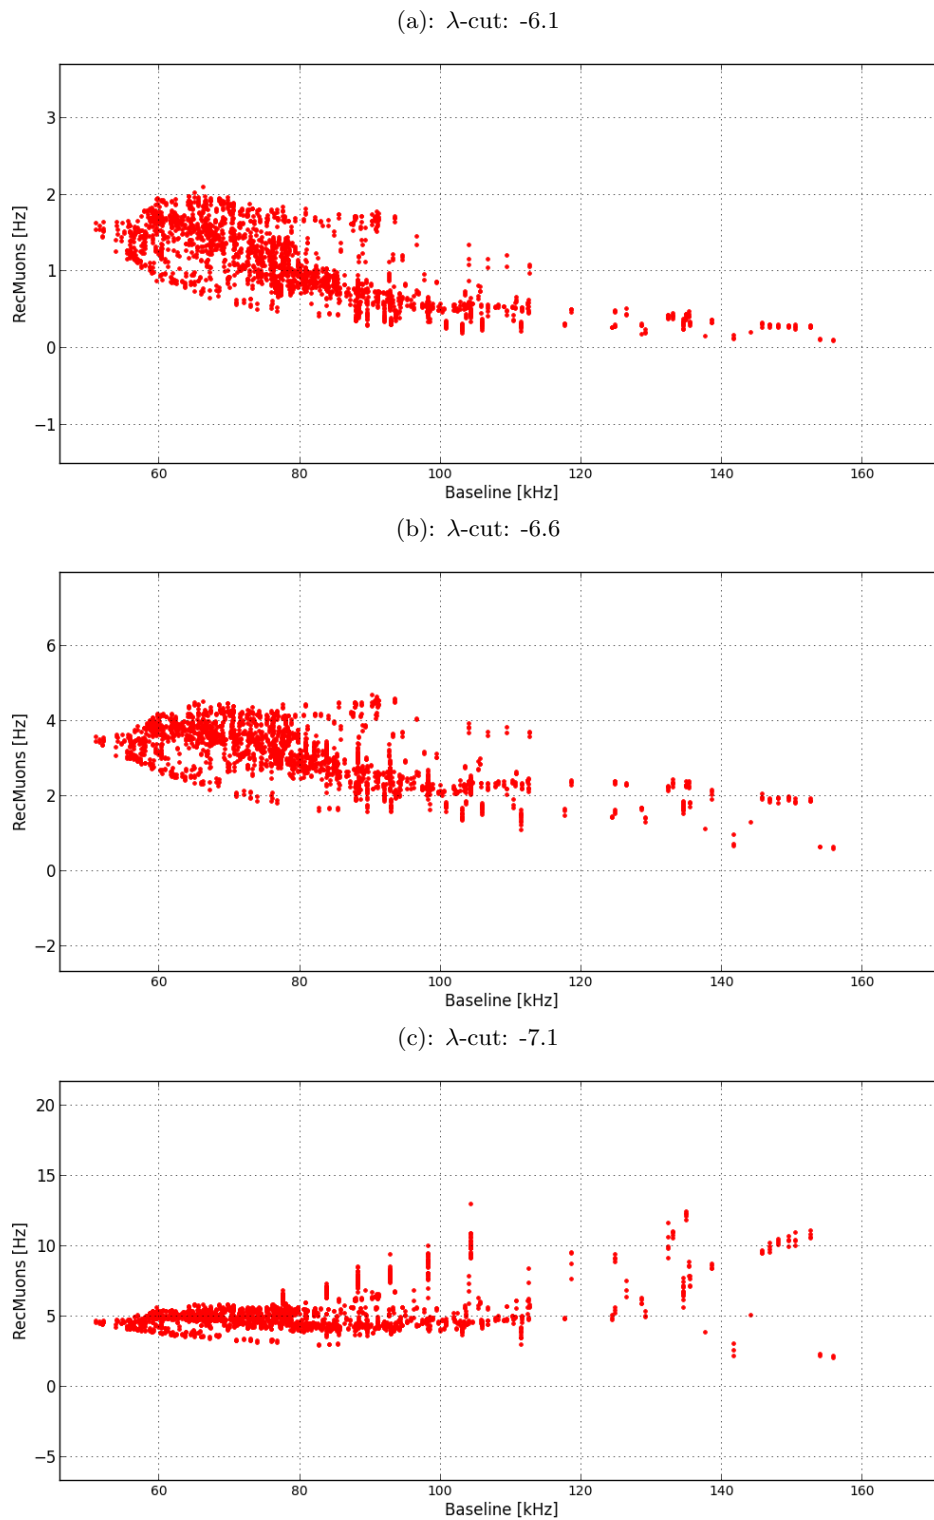 (a): λ-cut: -6.1
3
2
1
0
−1
RecMuons [Hz]
60 80 100 120 140 160
Baseline [kHz]
(b): λ-cut: -6.6
6
4
2
0
−2
RecMuons [Hz]
60 80 100 120 140 160
Baseline [kHz]
(c): λ-cut: -7.1
20
15
10
5
0
−5
RecMuons [Hz]
60 80 100 120 140 160
Baseline [kHz]